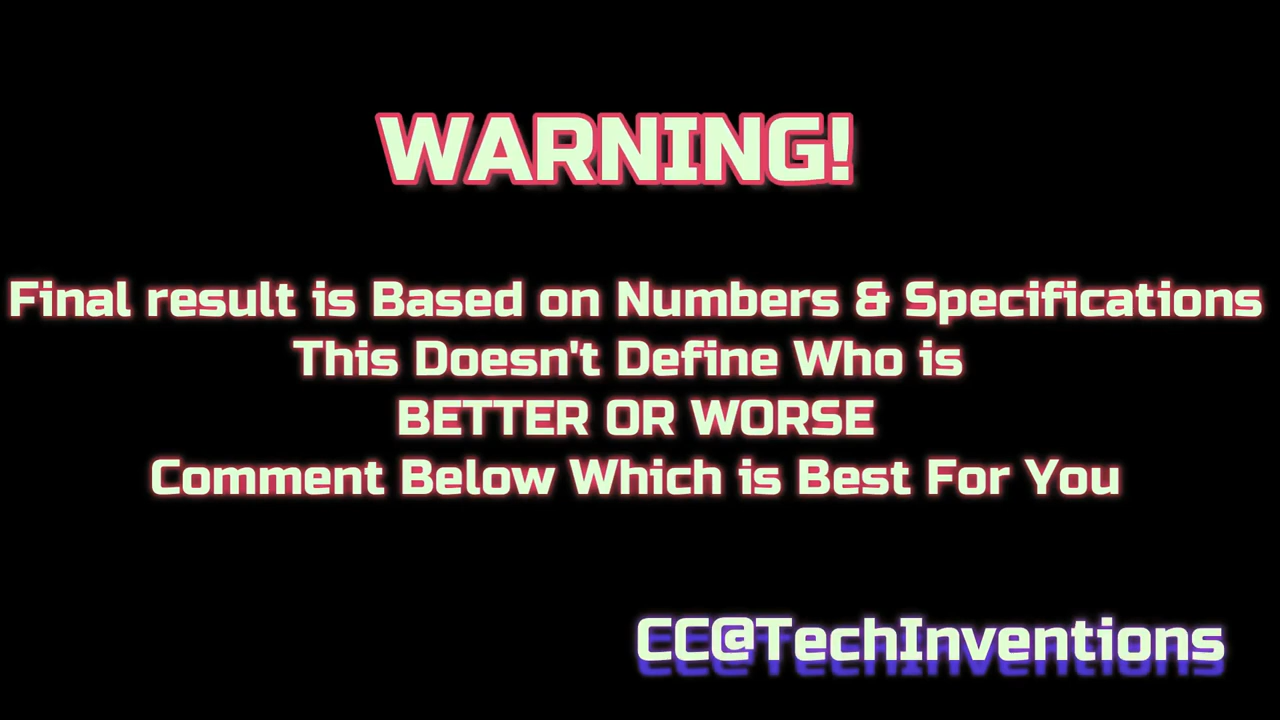 WARNING!
Final result is Based on Numbers & Specifications
This Doesn't Define Who is
BETTER OR WORSE
Comment Below Which is Best For You
CC@TechInventions